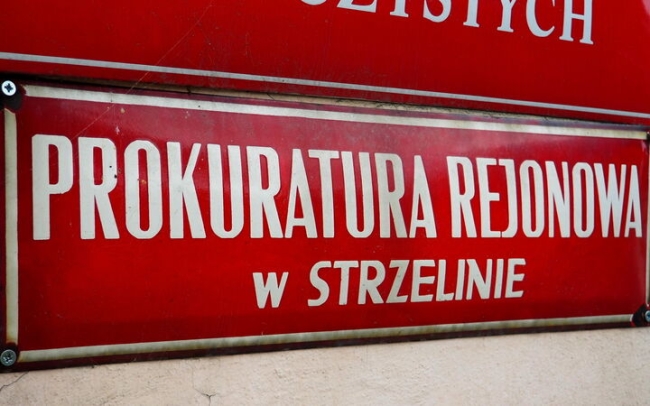 PROKURATURA REJONOWA
w STRZELINIE